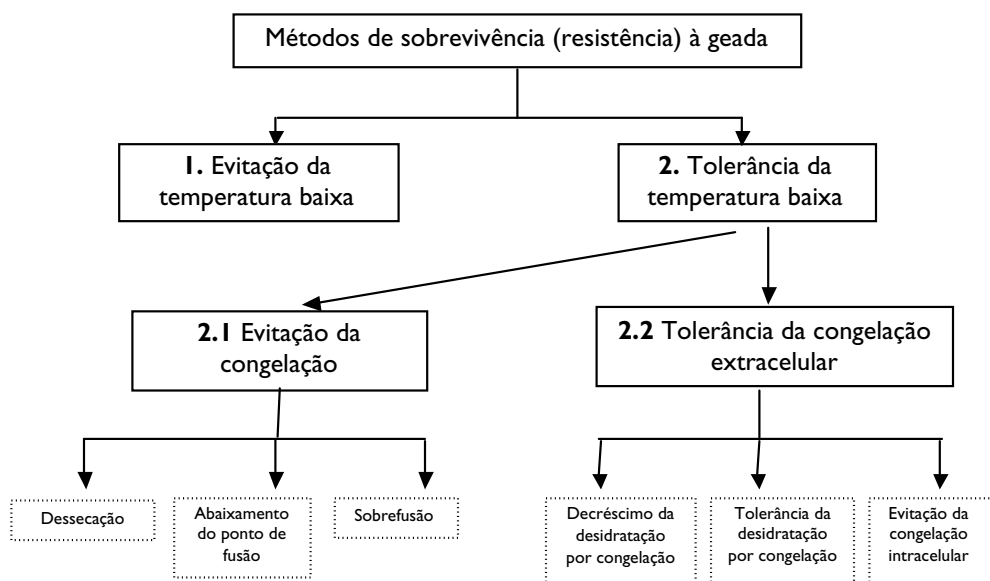 Métodos de sobrevivência (resistência) à geada
1. Evitação da
temperatura baixa
2. Tolerância da
temperatura baixa
2.1 Evitação da
congelação
2.2 Tolerância da congelação
extracelular
Dessecação
Abaixamento
do ponto de
fusão
Sobrefusão
Decréscimo da
desidratação
por congelação
Tolerância da
desidratação
por congelação
Evitação da
congelação
intracelular